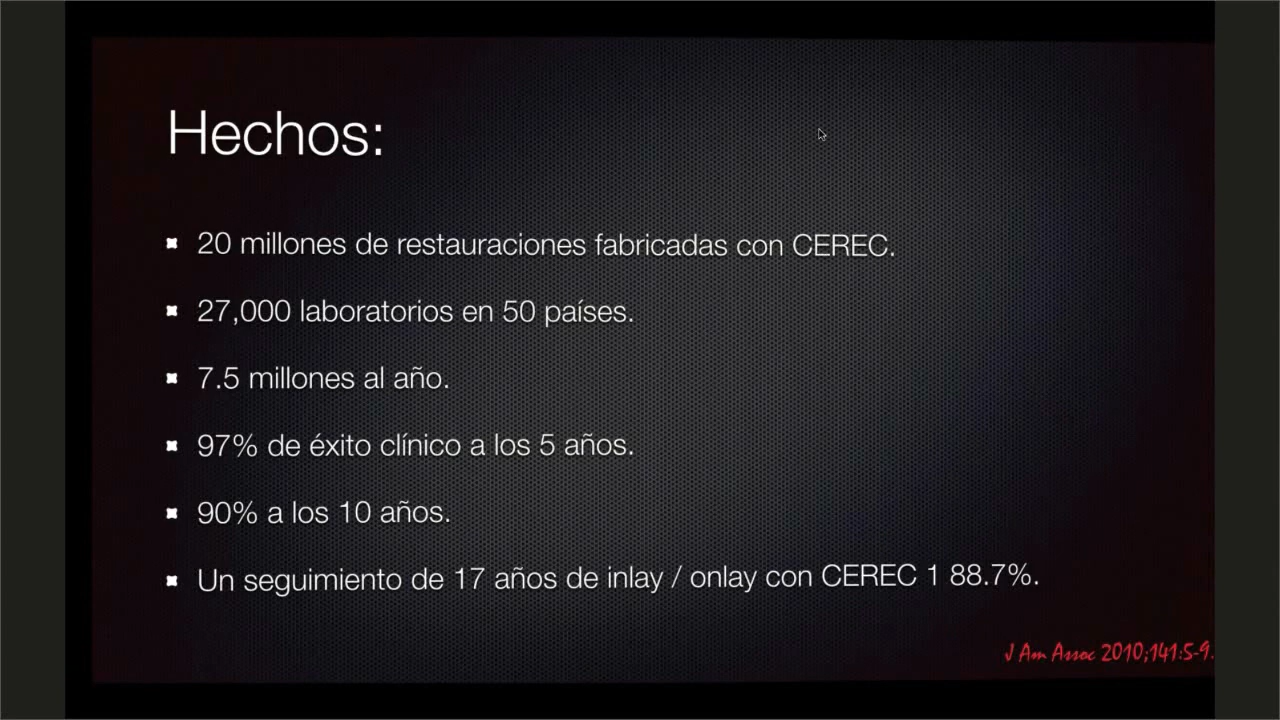 Hechos:
20 millones de restauraciones fabricadas con CEREC.
27,000 laboratorios en 50 países.
7.5 millones al año.
97% de éxito clínico a los 5 años.
90% a los 10 años.
Un seguimiento de 17 años de inlay / onlay con CEREC 1 88.7%.
J Am Assoc 2010;141:5-9.